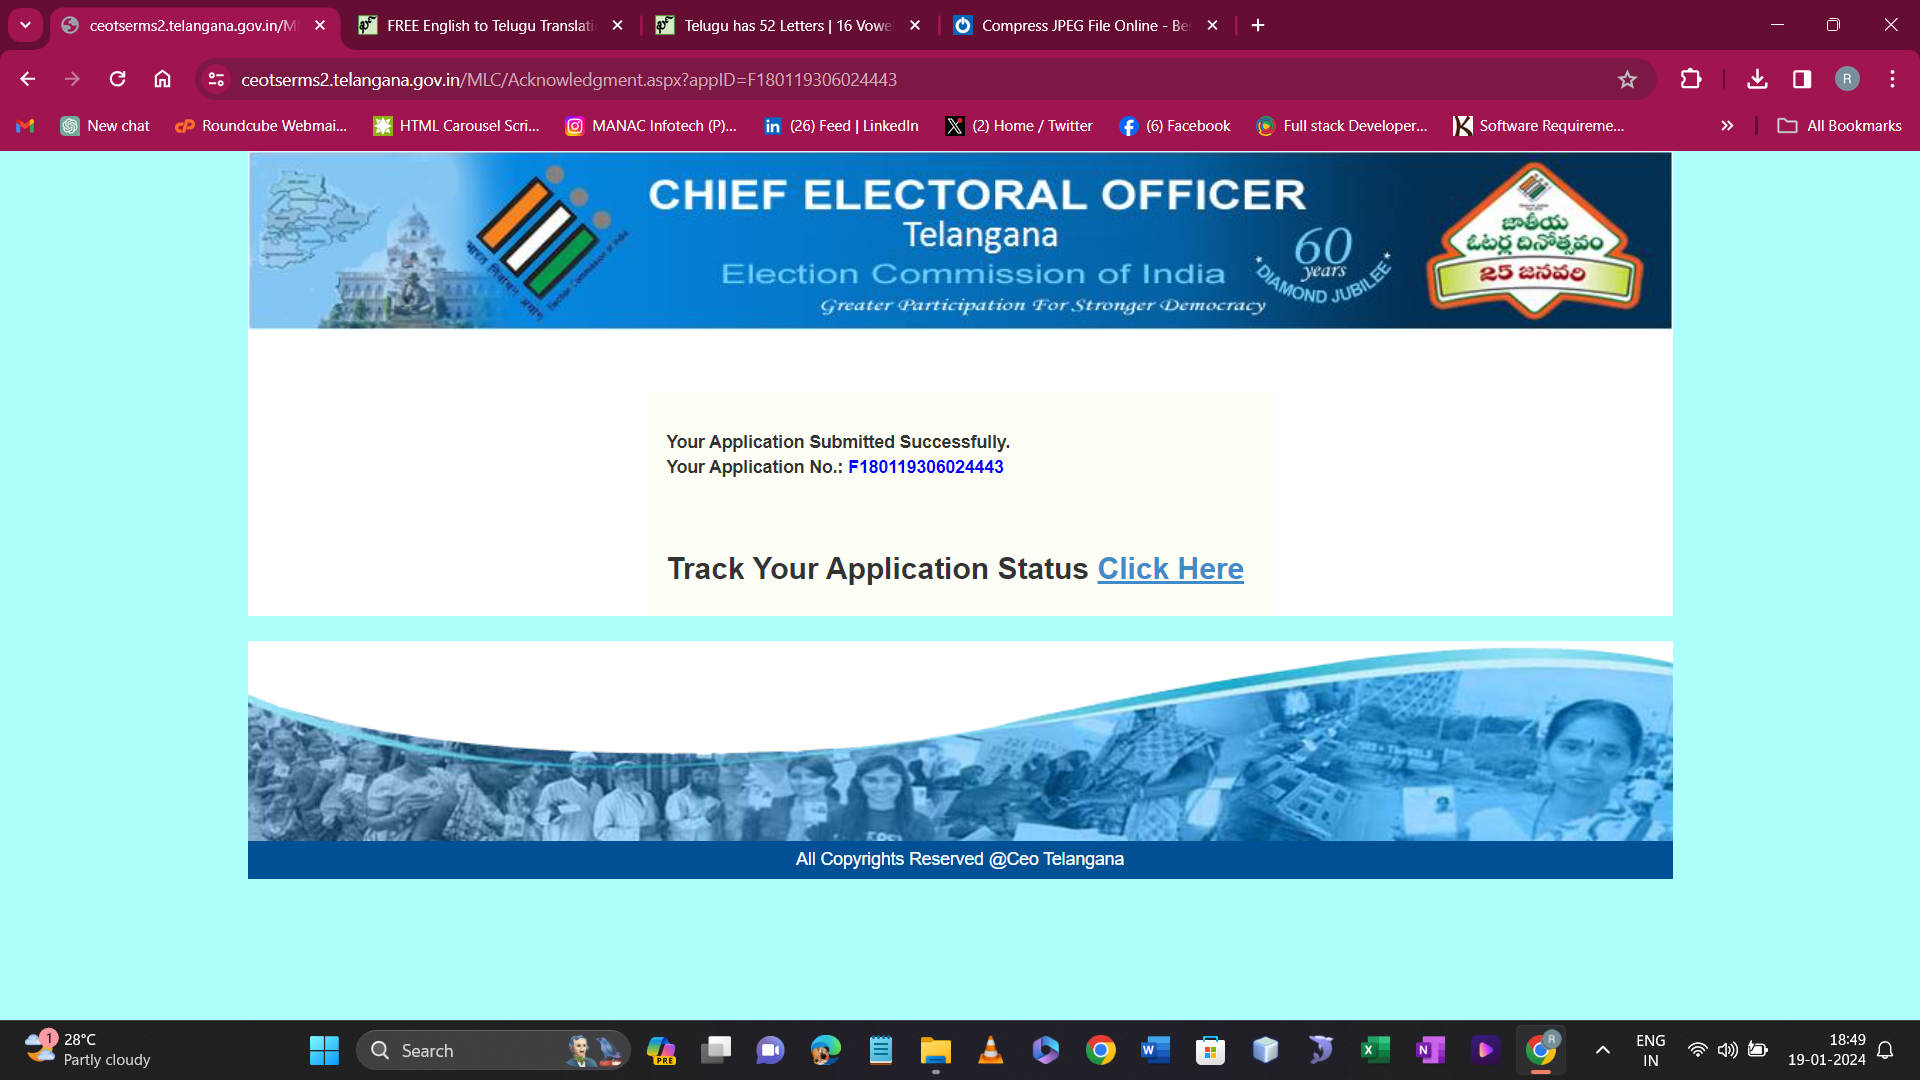 ceotserms2.telangana.gov.in/M
FREE English to Telugu Translati
Telugu has 52 Letters | 16 Vowe
Compress JPEG File Online - Be
ceotserms2.telangana.gov.in/MLC/Acknowledgment.aspx?appID=F180119306024443
R
New chat
Roundcube Webmai...
HTML Carousel Scri...
MANAC Infotech (P)...
(26) Feed | LinkedIn
(2) Home / Twitter
(6) Facebook
Full stack Developer...
Software Requireme...
All Bookmarks
CHIEF ELECTORAL OFFICER
Telangana
Election Commission of India
Greater Participation For Stronger Democracy
60
years
*DIAMOND JUBILEE*
జాతీయ
ఓటర్ల దినోత్సవం
25 జనవరి
Your Application Submitted Successfully.
Your Application No.: F180119306024443
Track Your Application Status Click Here
All Copyrights Reserved @Ceo Telangana
1
28°C
Partly cloudy
Search
PRE
R
ENG
IN
18:49
19-01-2024